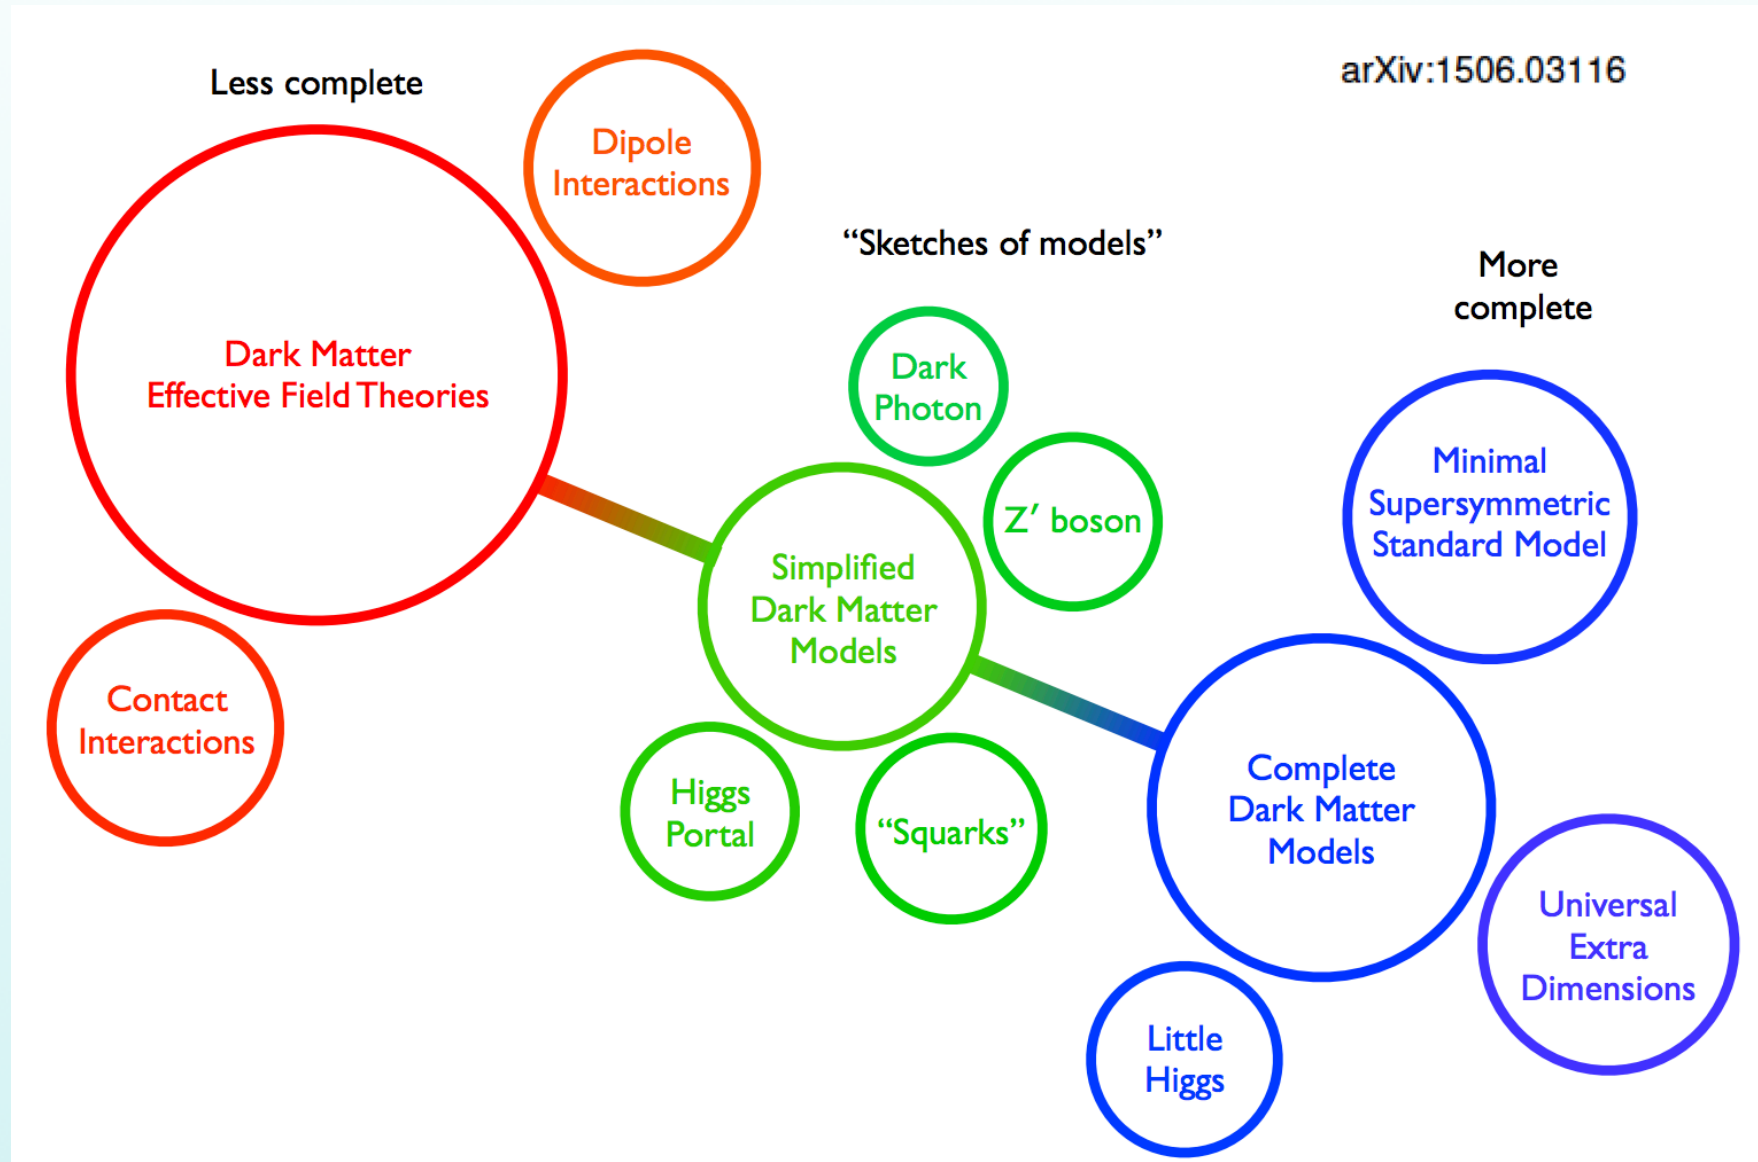 Less complete
arXiv:1506.03116
Dipole
Interactions
“Sketches of models”
More
complete
Dark Matter
Effective Field Theories
Dark
Photon
Z′ boson
Minimal
Supersymmetric
Standard Model
Simplified
Dark Matter
Models
Contact
Interactions
Higgs
Portal
“Squarks”
Complete
Dark Matter
Models
Universal
Extra
Dimensions
Little
Higgs